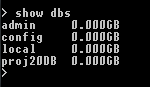 > show dbs
admin 0.000GB
config 0.000GB
local 0.000GB
proj20DB 0.000GB
>